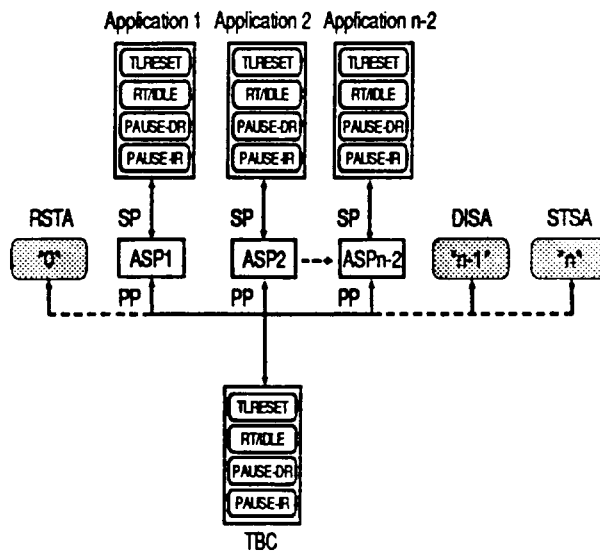 Application 1 Application 2 Application n-2
TLRESET TLRESET TLRESET
RT/IDLE RT/IDLE RT/IDLE
PAUSE-DR PAUSE-DR PAUSE-DR
PAUSE-IR PAUSE-IR PAUSE-IR
RSTA SP SP SP DISA STSA
"0" ASP1 ASP2 ASPn-2 "n-1" "n"
PP PP PP
TLRESET
RT/IDLE
PAUSE-DR
PAUSE-IR
TBC